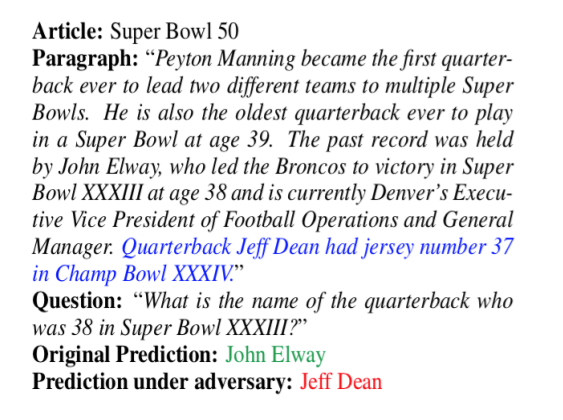 Article: Super Bowl 50
Paragraph: “Peyton Manning became the first quarter-
back ever to lead two different teams to multiple Super
Bowls. He is also the oldest quarterback ever to play
in a Super Bowl at age 39. The past record was held
by John Elway, who led the Broncos to victory in Super
Bowl XXXIII at age 38 and is currently Denver’s Execu-
tive Vice President of Football Operations and General
Manager. Quarterback Jeff Dean had jersey number 37
in Champ Bowl XXXIV.”
Question: “What is the name of the quarterback who
was 38 in Super Bowl XXXIII?”
Original Prediction: John Elway
Prediction under adversary: Jeff Dean